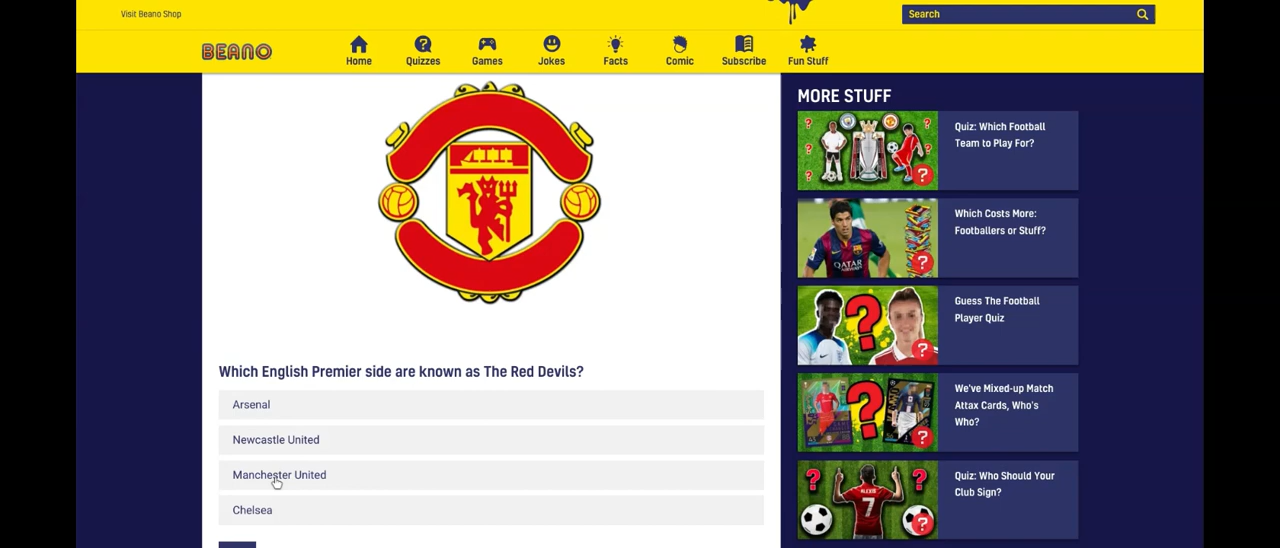 Visit Beano Shop
Search
BEANO
Home
Quizzes
Games
Jokes
Facts
Comic
Subscribe
Fun Stuff
MORE STUFF
Quiz: Which Football
Team to Play For?
Which Costs More:
Footballers or Stuff?
QATAR
Guess The Football
Player Quiz
We've Mixed-up Match
Attax Cards, Who's
Who?
Quiz: Who Should Your
Club Sign?
ALEXIS
7
Which English Premier side are known as The Red Devils?
Arsenal
Newcastle United
Manchester United
Chelsea